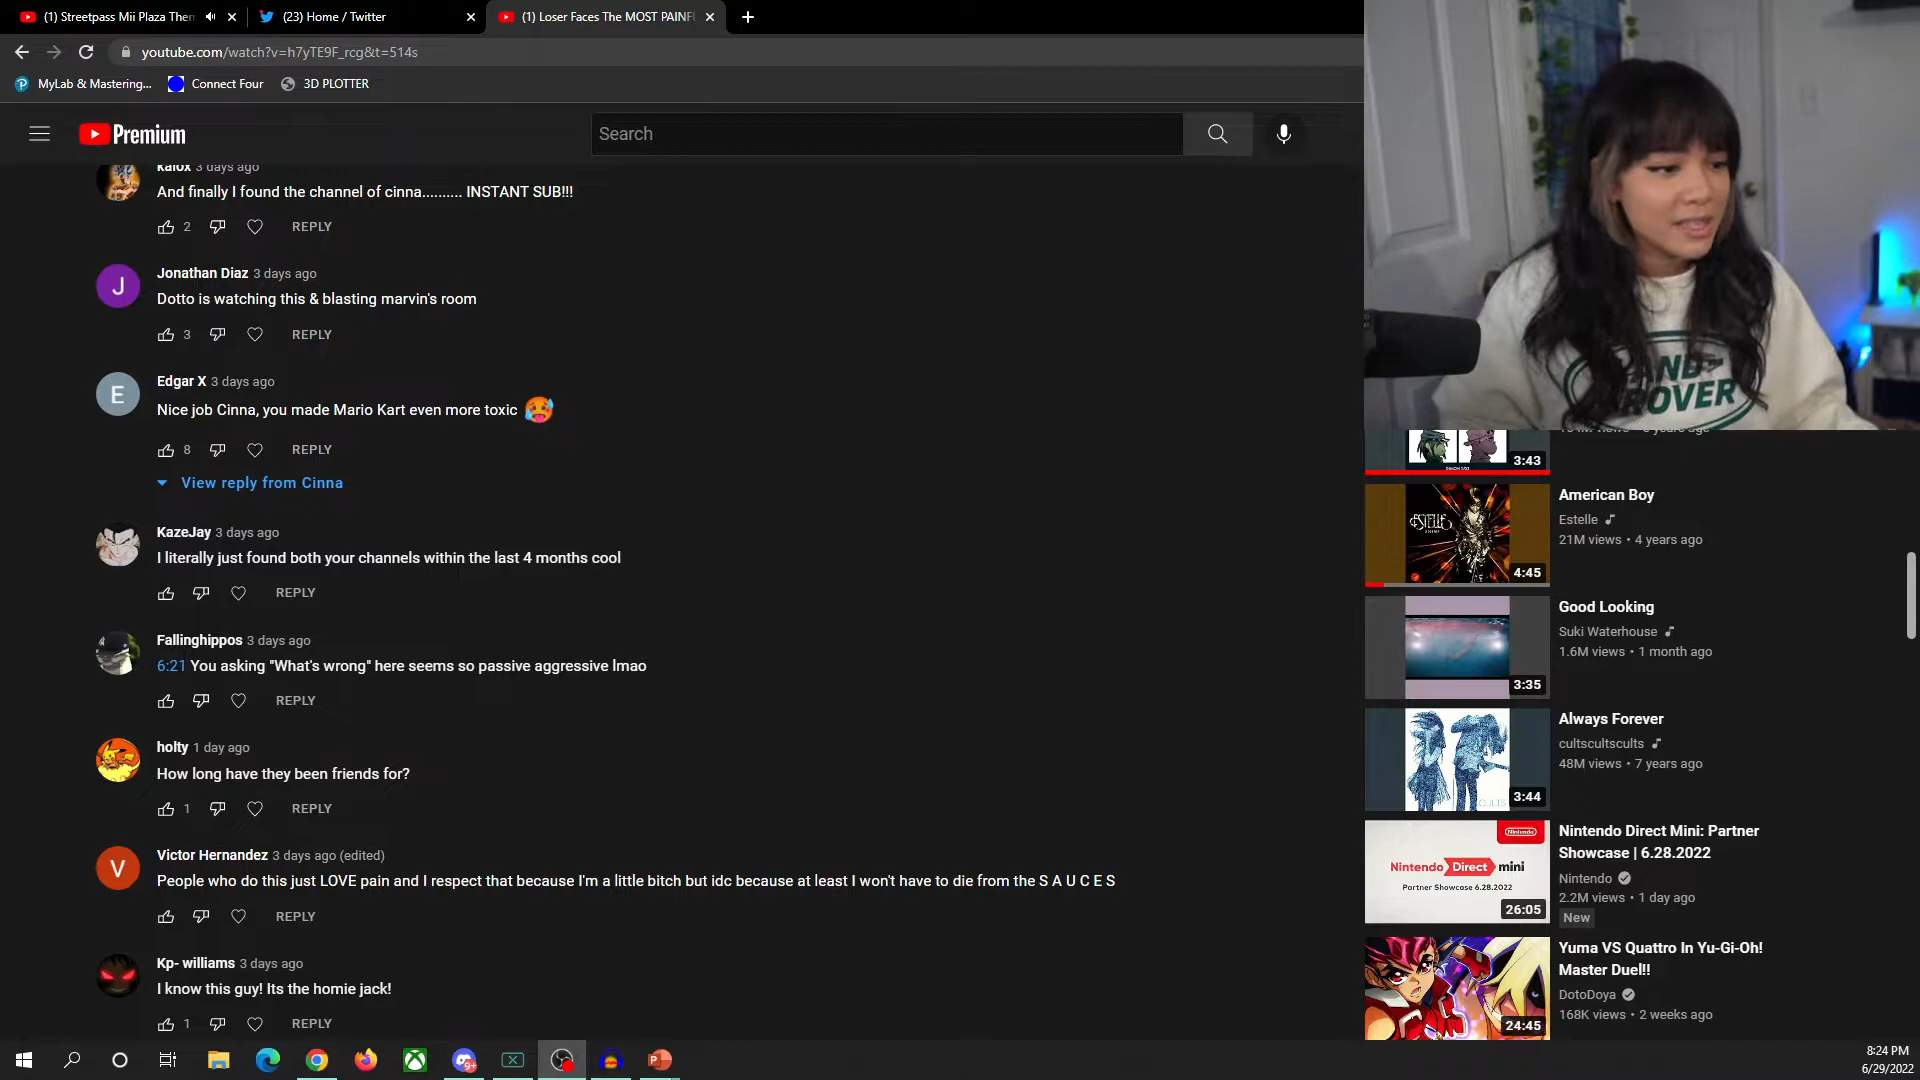 (1) Streetpass Mii Plaza Then
(23) Home / Twitter
(1) Loser Faces The MOST PAINFU
youtube.com/watch?v=h7yTE9F_rcg&t=514s
MyLab & Mastering...
Connect Four
3D PLOTTER
Premium
Search
kalox 3 days ago
And finally I found the channel of cinna.......... INSTANT SUB!!!
2
REPLY
Jonathan Diaz 3 days ago
J
Dotto is watching this & blasting marvin's room
3
REPLY
Edgar X 3 days ago
E
Nice job Cinna, you made Mario Kart even more toxic 🥵
8
REPLY
View reply from Cinna
KazeJay 3 days ago
I literally just found both your channels within the last 4 months cool
REPLY
Fallinghippos 3 days ago
6:21 You asking "What's wrong" here seems so passive aggressive lmao
REPLY
holty 1 day ago
How long have they been friends for?
1
REPLY
Victor Hernandez 3 days ago (edited)
V
People who do this just LOVE pain and I respect that because I'm a little bitch but idc because at least I won't have to die from the S A U C E S
REPLY
Kp- williams 3 days ago
I know this guy! Its the homie jack!
1
REPLY
ROVER
3:43
ESTELLE
4:45
American Boy
Estelle
21M views • 4 years ago
3:35
Good Looking
Suki Waterhouse
1.6M views • 1 month ago
CULTS
3:44
Always Forever
cultscultscults
48M views • 7 years ago
Nintendo
Nintendo Direct mini
Partner Showcase 6.28.2022
26:05
Nintendo Direct Mini: Partner
Showcase | 6.28.2022
Nintendo
2.2M views • 1 day ago
New
24:45
Yuma VS Quattro In Yu-Gi-Oh!
Master Duel!!
DotoDoya
168K views • 2 weeks ago
9+
8:24 PM
6/29/2022